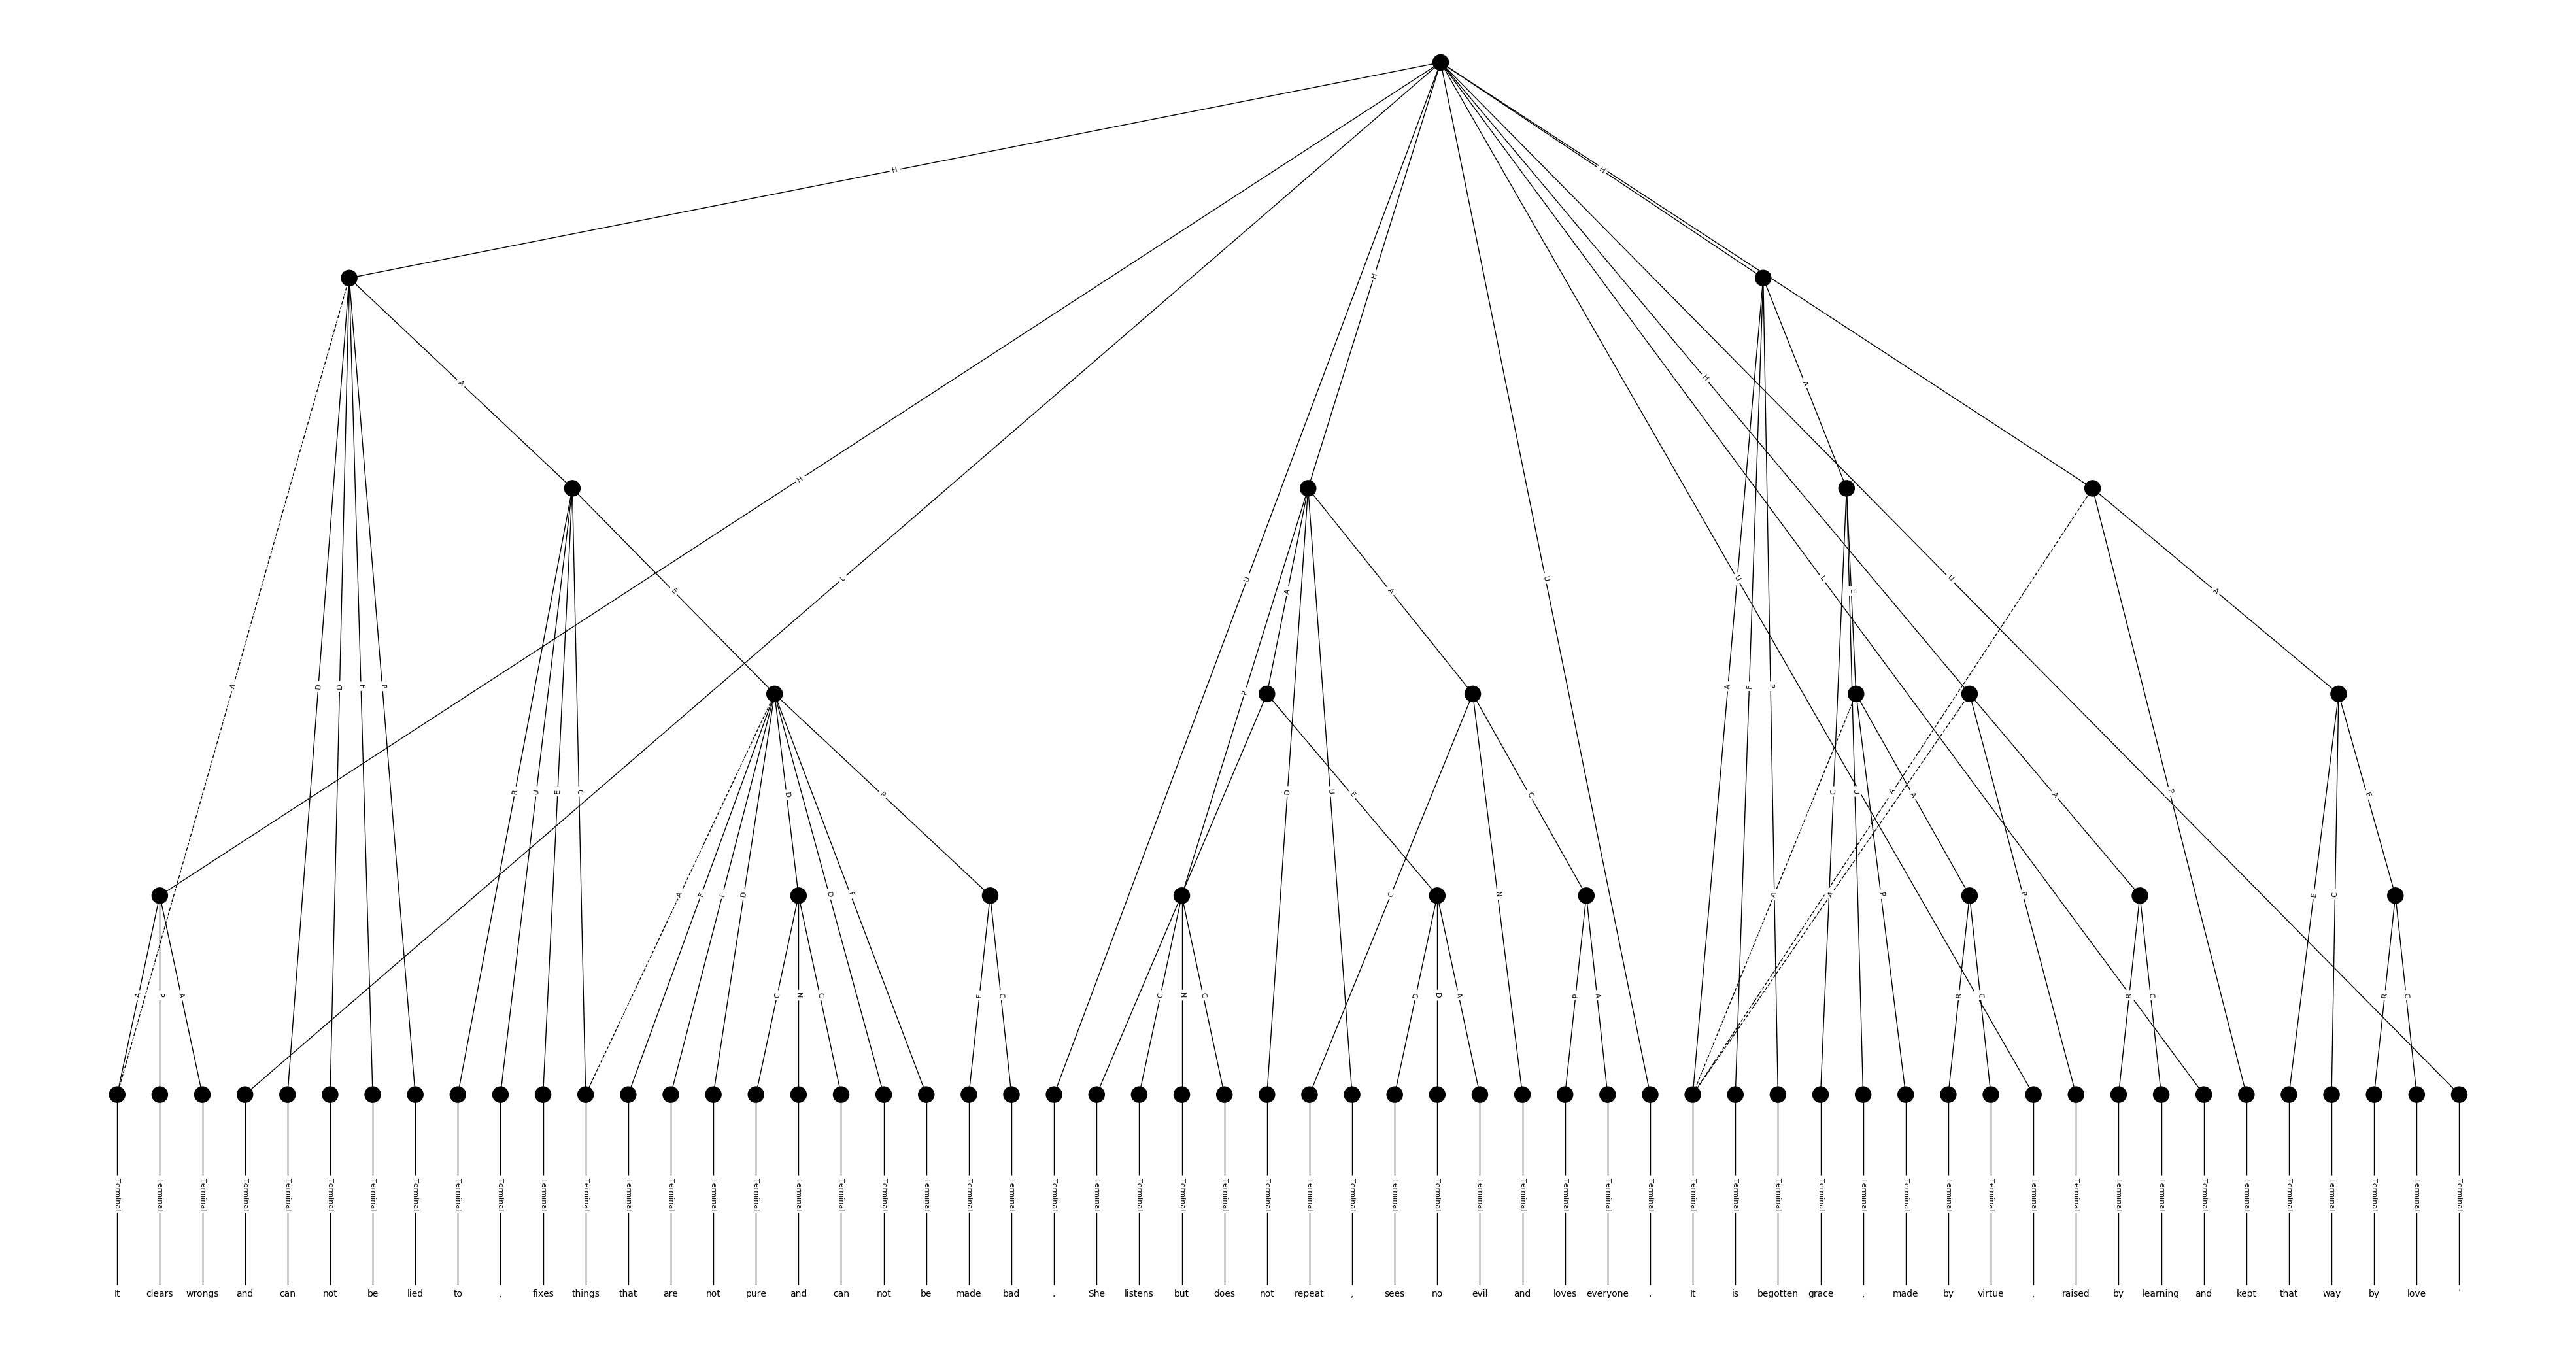 H
H
H
A
A
H
H
A
E
U
A
A
E
U
U
L
U
A
H
L
A
D
D
F
P
P
A
F
P
R
U
E
C
D
P
D
U
E
C
C
U
A
A
A
P
E
A
F
F
D
D
F
C
N
A
A
P
P
E
C
A
P
A
C
N
C
F
C
C
N
C
D
D
A
P
A
R
C
R
C
R
C
Terminal Terminal Terminal Terminal Terminal Terminal Terminal Terminal Terminal Terminal Terminal Terminal Terminal Terminal Terminal Terminal Terminal Terminal Terminal Terminal Terminal Terminal Terminal Terminal Terminal Terminal Terminal Terminal Terminal Terminal Terminal Terminal Terminal Terminal Terminal Terminal Terminal Terminal Terminal Terminal Terminal Terminal Terminal Terminal Terminal Terminal Terminal Terminal Terminal Terminal Terminal Terminal Terminal Terminal Terminal Terminal
It clears wrongs and can not be lied to , fixes things that are not pure and can not be made bad . She listens but does not repeat , sees no evil and loves everyone . It is begotten grace , made by virtue , raised by learning and kept that way by love .